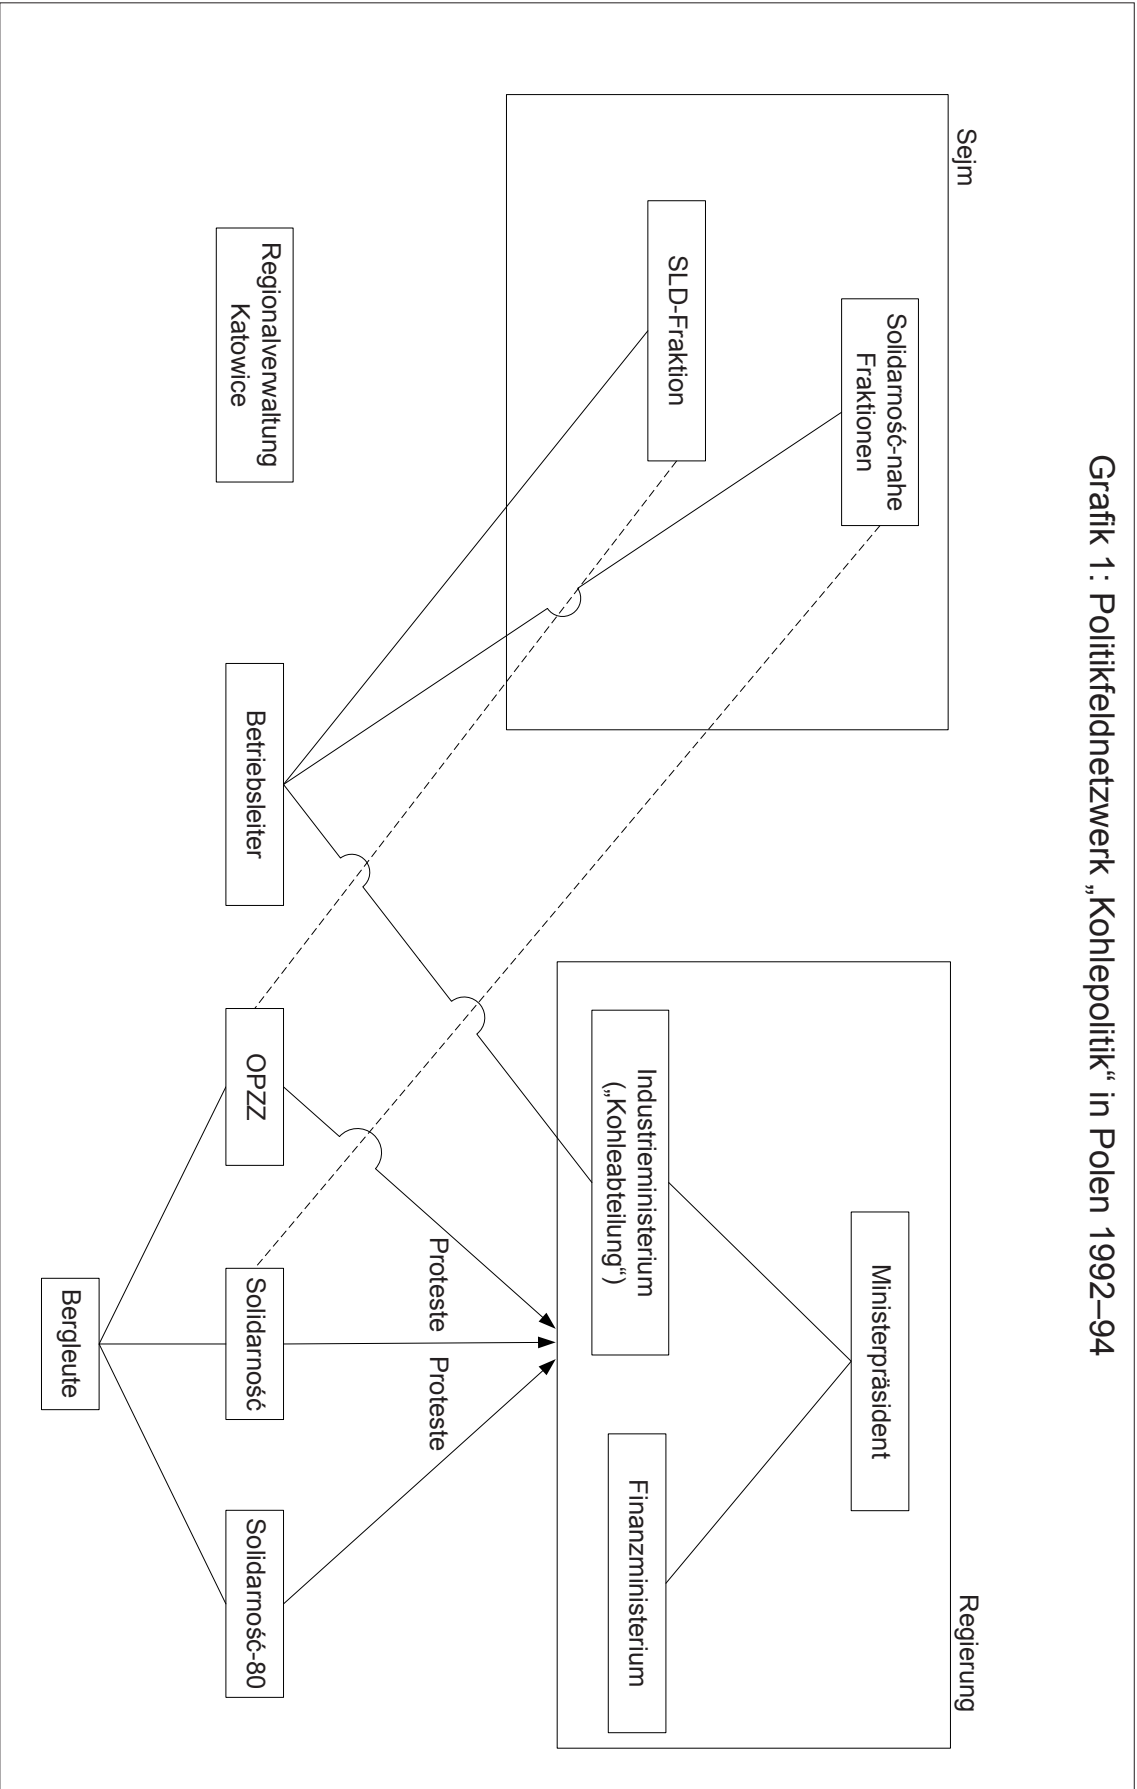 Grafik 1: Politikfeldnetzwerk „Kohlepolitik“ in Polen 1992–94
Sejm
Regierung
Solidarność-nahe
Fraktionen
Ministerpräsident
SLD-Fraktion
Industrieministerium
(„Kohleabteilung“)
Finanzministerium
Proteste
Proteste
Regionalverwaltung
Katowice
Betriebsleiter
OPZZ
Solidarność
Solidarność-80
Bergleute